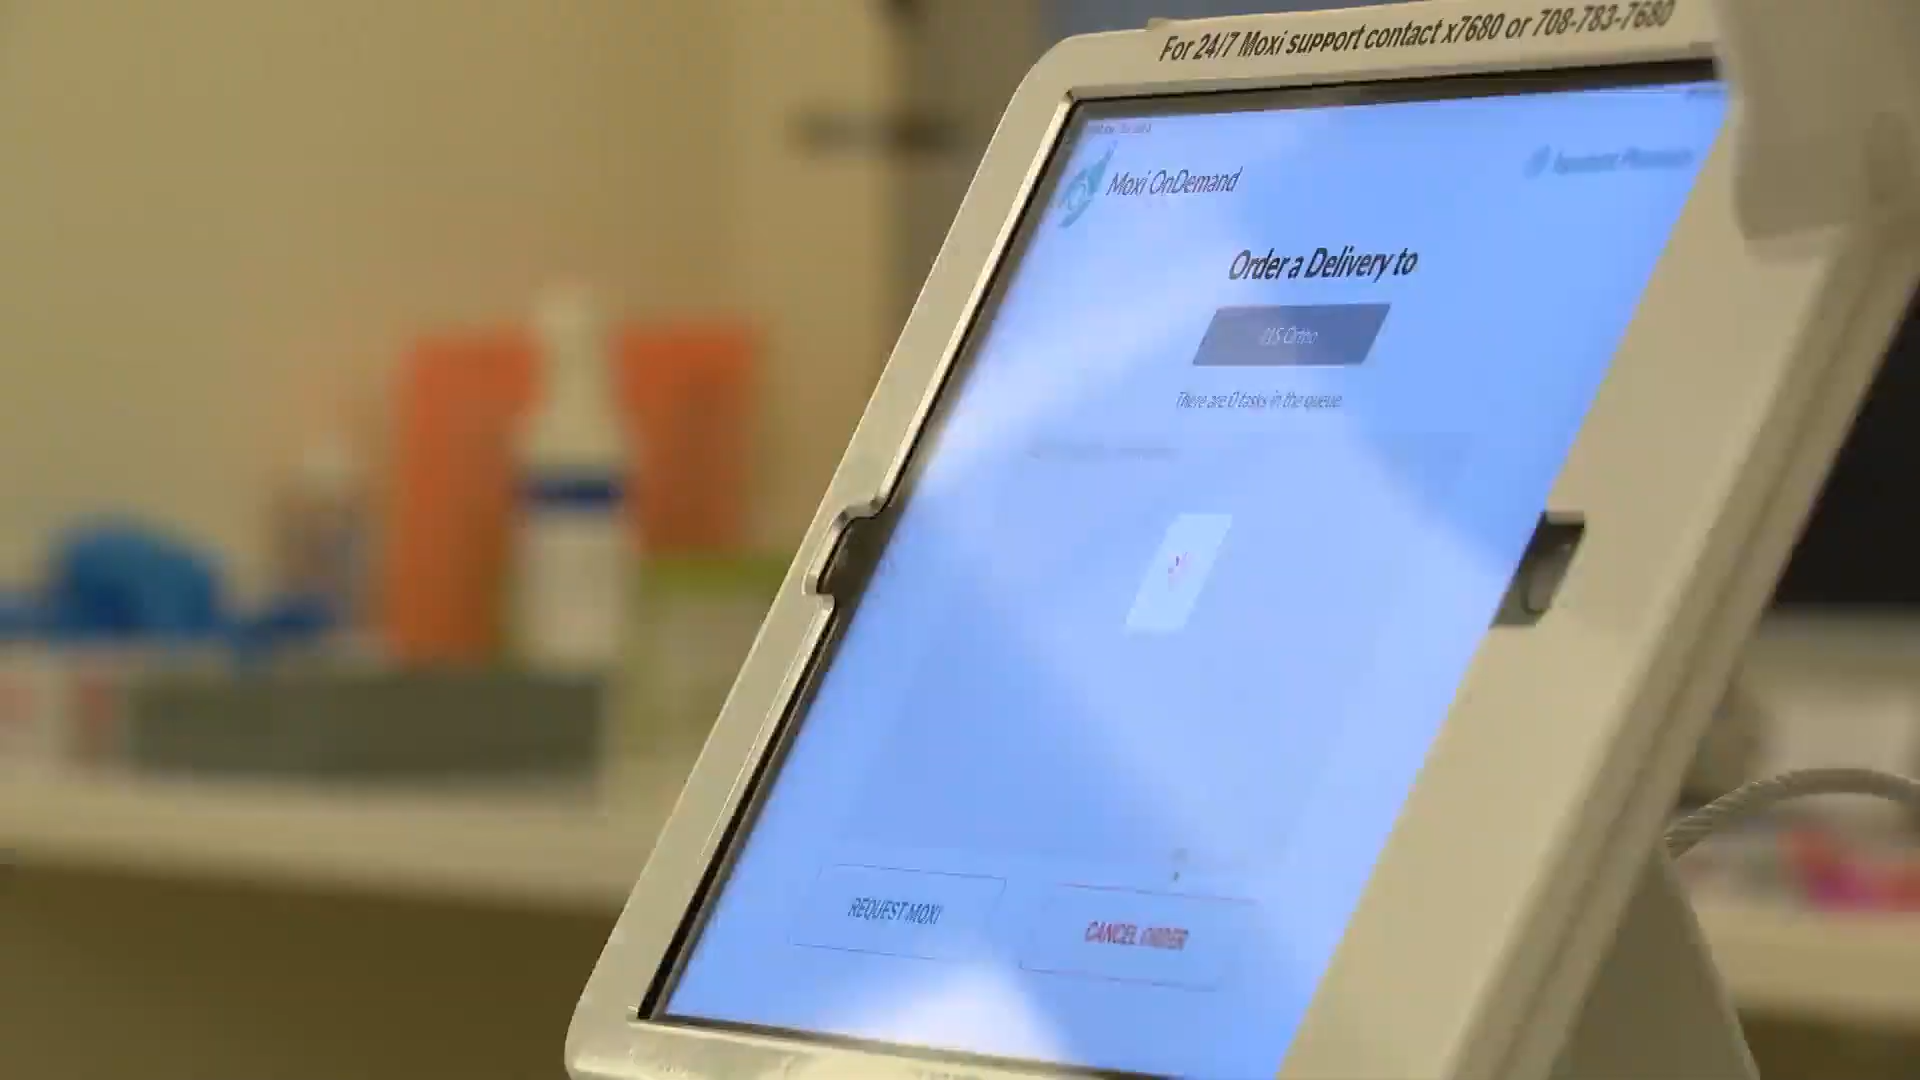 For 24/7 Moxi support contact x7680 or 708-783-7680
Moxi OnDemand
Order a Delivery to
There are 0 tasks in the queue
REQUEST MOXI
CANCEL ORDER